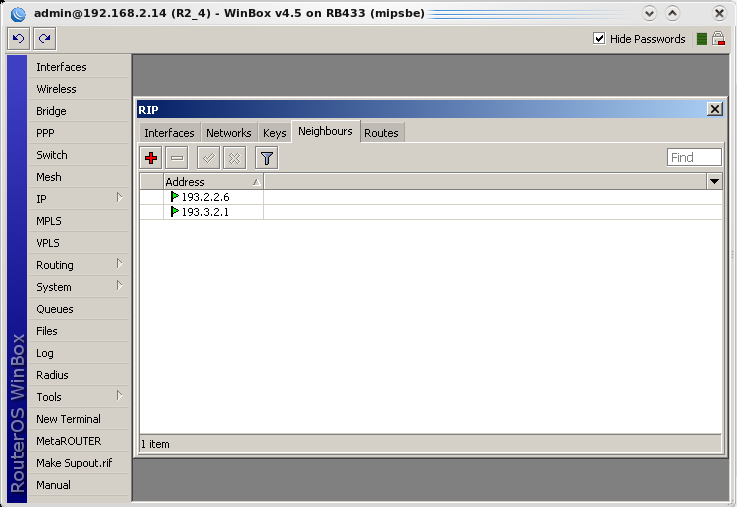 admin@192.168.2.14 (R2_4) - WinBox v4.5 on RB433 (mipsbe)
Hide Passwords
Interfaces
Wireless
Bridge
PPP
Switch
Mesh
IP
MPLS
VPLS
Routing
System
Queues
Files
Log
Radius
Tools
New Terminal
MetaROUTER
Make Supout.rif
Manual
RouterOS WinBox
RIP
Interfaces Networks Keys Neighbours Routes
Find
Address
193.2.2.6
193.3.2.1
1 item